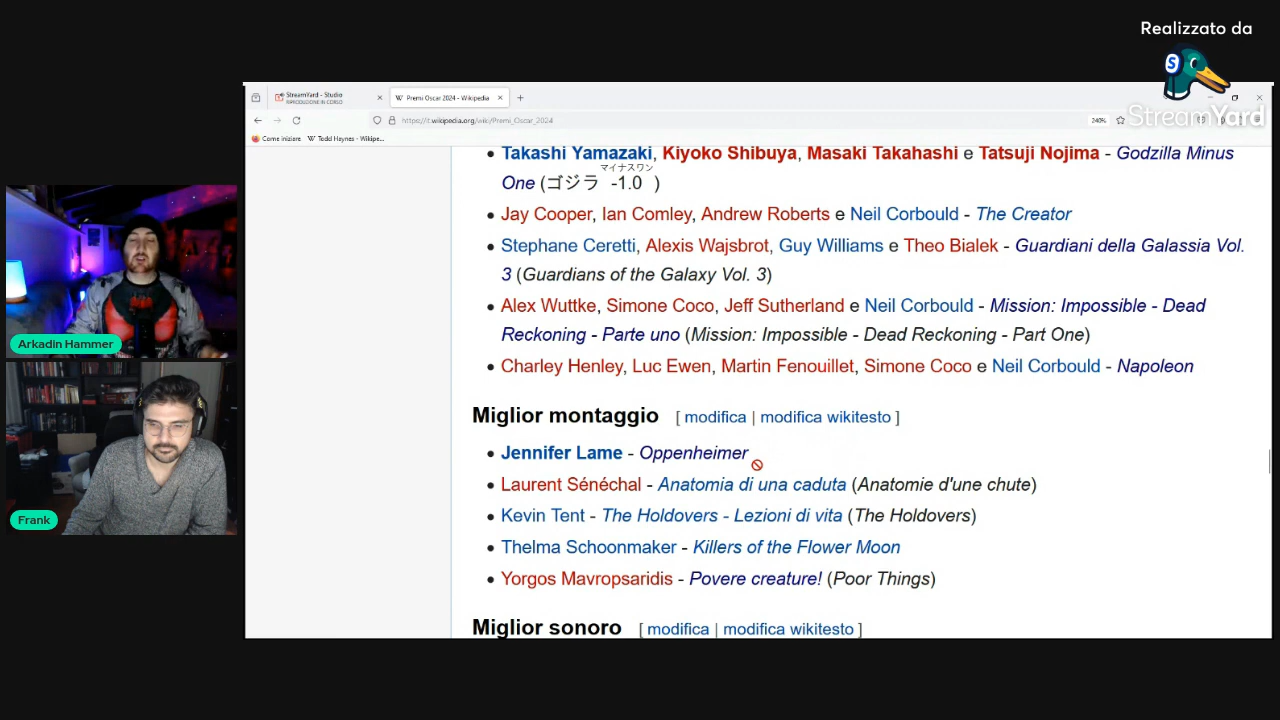 Realizzato da
S
StreamYard
StreamYard - Studio
RIPRODUZIONE IN CORSO
Premi Oscar 2024 - Wikipedia
https://it.wikipedia.org/wiki/Premi_Oscar_2024
240%
Come iniziare
Todd Haynes - Wikipe...
Takashi Yamazaki, Kiyoko Shibuya, Masaki Takahashi e Tatsuji Nojima - Godzilla Minus
マイナスワン
One (ゴジラ -1.0 )
Jay Cooper, Ian Comley, Andrew Roberts e Neil Corbould - The Creator
Stephane Ceretti, Alexis Wajsbrot, Guy Williams e Theo Bialek - Guardiani della Galassia Vol.
3 (Guardians of the Galaxy Vol. 3)
Alex Wuttke, Simone Coco, Jeff Sutherland e Neil Corbould - Mission: Impossible - Dead
Reckoning - Parte uno (Mission: Impossible - Dead Reckoning - Part One)
Charley Henley, Luc Ewen, Martin Fenouillet, Simone Coco e Neil Corbould - Napoleon
Miglior montaggio [ modifica | modifica wikitesto ]
Jennifer Lame - Oppenheimer
Laurent Sénéchal - Anatomia di una caduta (Anatomie d'une chute)
Kevin Tent - The Holdovers - Lezioni di vita (The Holdovers)
Thelma Schoonmaker - Killers of the Flower Moon
Yorgos Mavropsaridis - Povere creature! (Poor Things)
Miglior sonoro [ modifica | modifica wikitesto ]
Arkadin Hammer
Frank